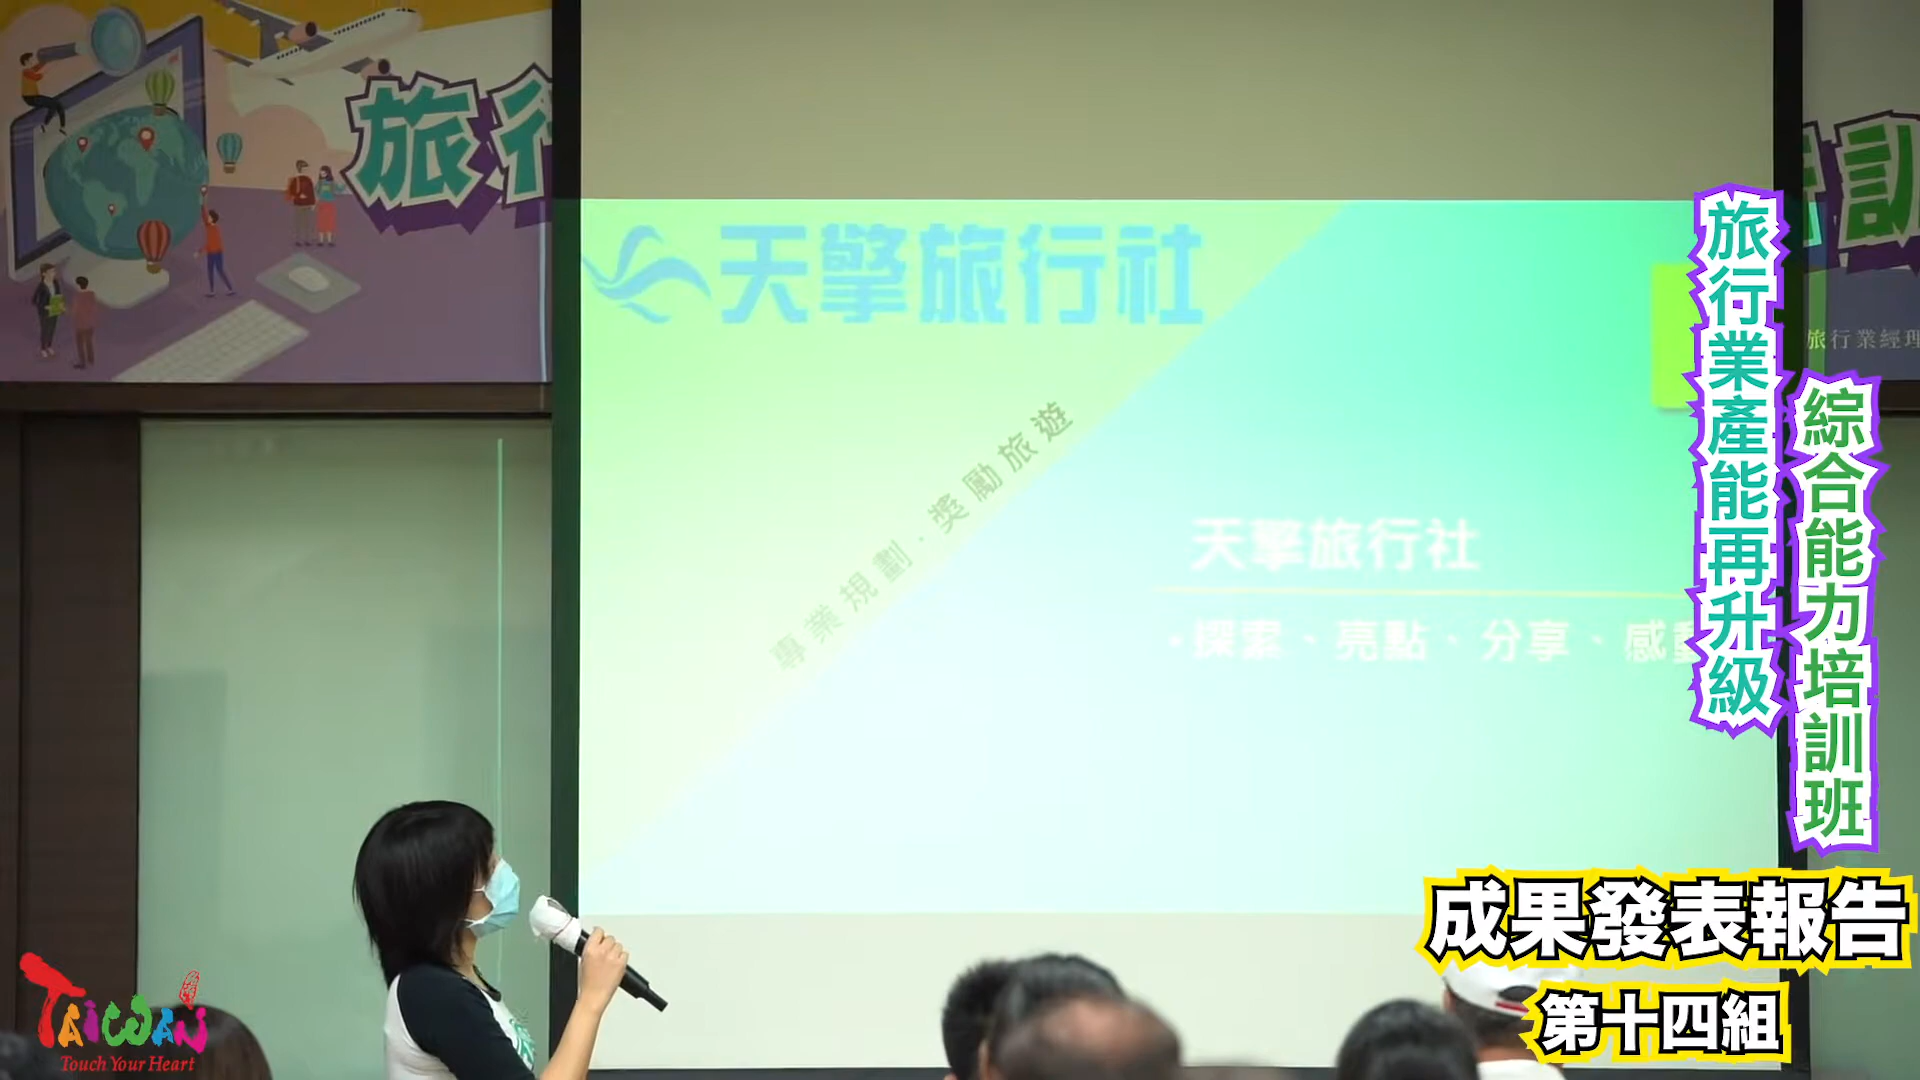 旅行
訓
旅行業經理
天擎旅行社
專業規劃·獎勵旅遊
天擎旅行社
•探索、亮點、分享、感動
旅行業產能再升級
綜合能力培訓班
成果發表報告
第十四組
TAIWAN
Touch Your Heart